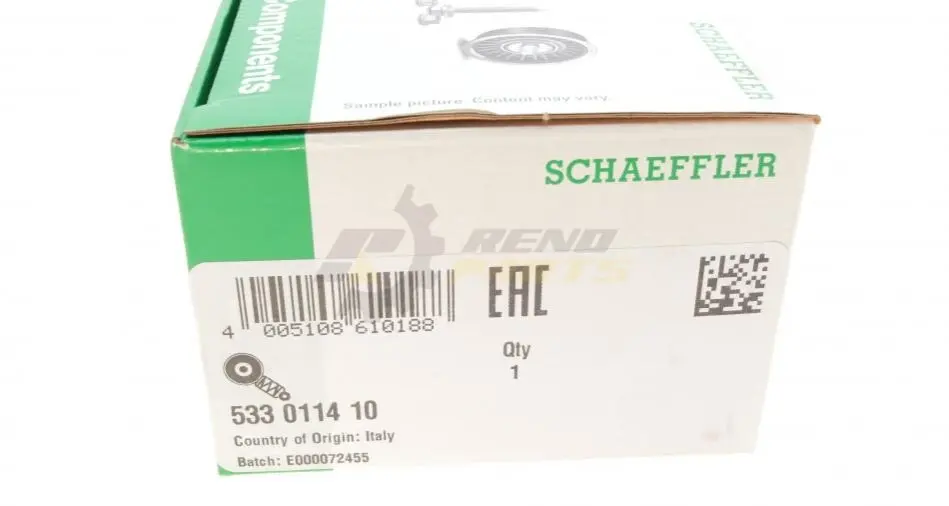 Components
Sample picture. Content may vary.
SCHAEFFLER
SCHAEFFLER
RENO
PARTS
4 005108 610188
EAC
Qty
1
533 0114 10
Country of Origin: Italy
Batch: E000072455